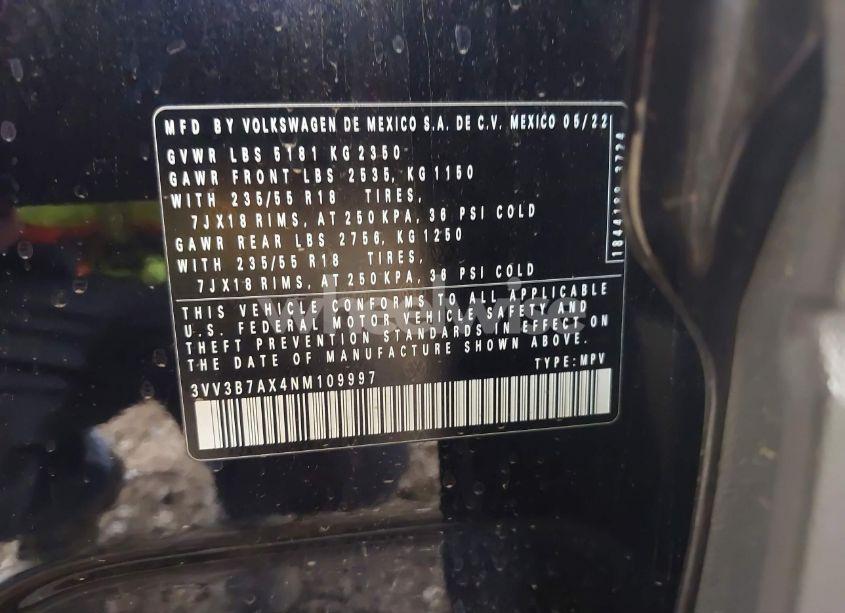 MFD BY VOLKSWAGEN DE MEXICO S.A. DE C.V. MEXICO 05/22
GVWR LBS 5181 KG 2350
GAWR FRONT LBS 2535, KG 1150
WITH 235/55 R18 TIRES,
7JX18 RIMS, AT 250 KPA, 36 PSI COLD
GAWR REAR LBS 2756, KG 1250
WITH 235/55 R18 TIRES,
7JX18 RIMS, AT 250 KPA, 36 PSI COLD
THIS VEHICLE CONFORMS TO ALL APPLICABLE
U.S. FEDERAL MOTOR VEHICLE SAFETY AND
THEFT PREVENTION STANDARDS IN EFFECT ON
THE DATE OF MANUFACTURE SHOWN ABOVE.
3VV3B7AX4NM109997 TYPE: MPV